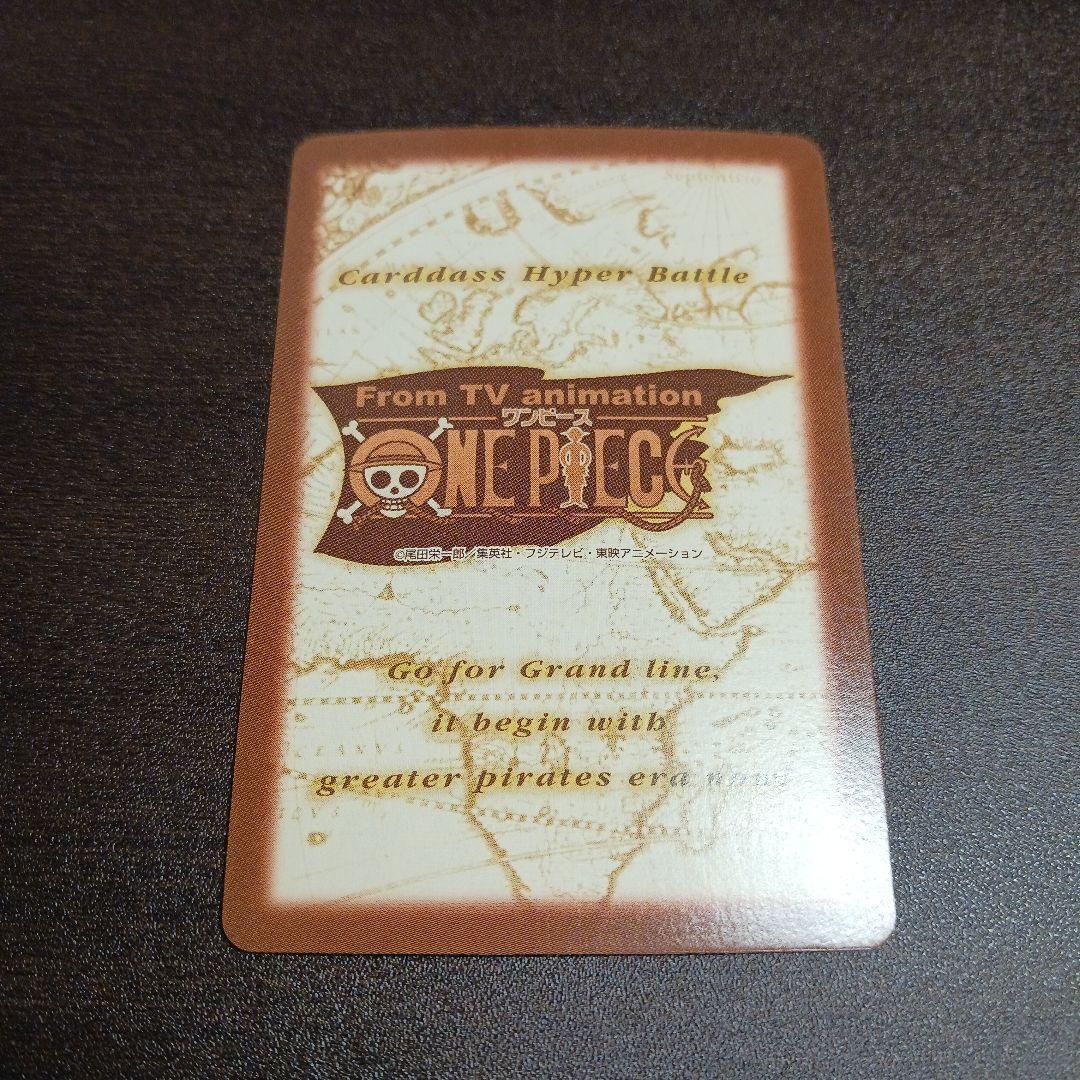 Septentrio
Carddass Hyper Battle
From TV animation
ワンピース
ONE PIECE
©尾田栄一郎／集英社・フジテレビ・東映アニメーション
Go for Grand line,
it begin with
greater pirates era now!